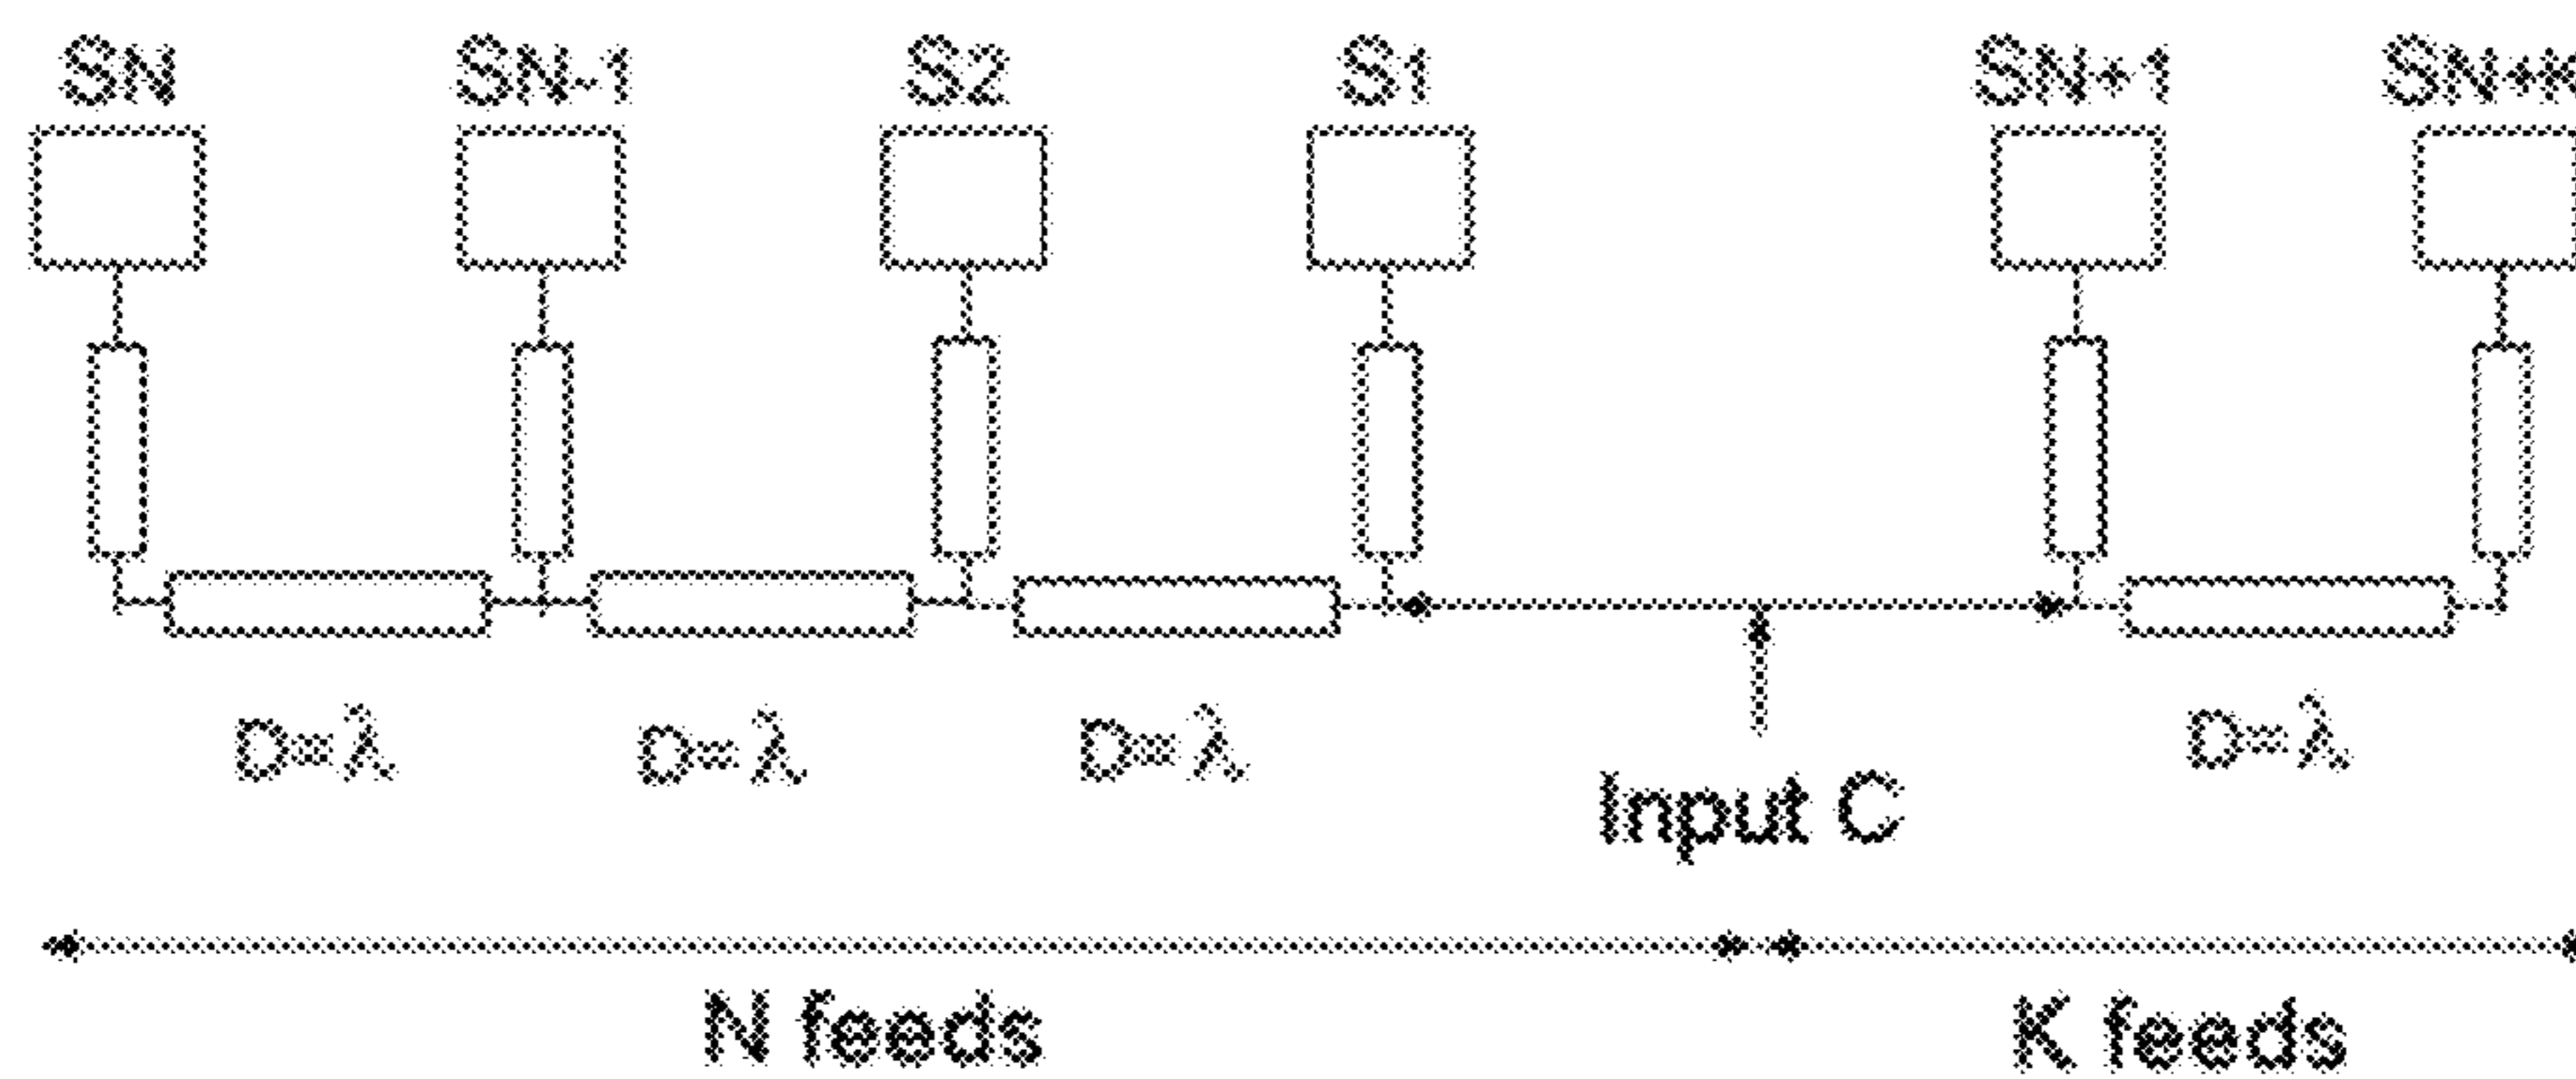 SN SN-1 S2 S1 SN+1
D=λ D=λ D=λ D=λ
Input C
N feeds K feeds